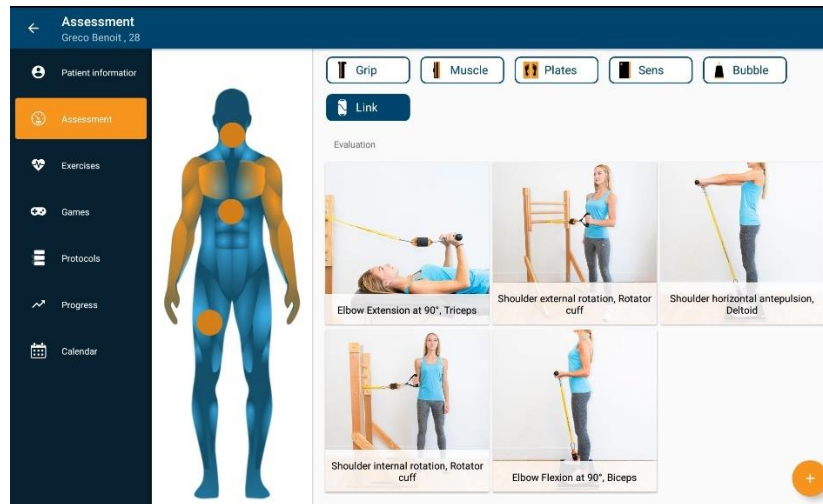 Assessment
Greco Benoit , 28
Patient informatior
Assessment
Exercises
Games
Protocols
Progress
Calendar
Grip
Muscle
Plates
Sens
Bubble
Link
Evaluation
Elbow Extension at 90°, Triceps
Shoulder external rotation, Rotator
cuff
Shoulder horizontal antepulsion,
Deltoid
Shoulder internal rotation, Rotator
cuff
Elbow Flexion at 90°, Biceps